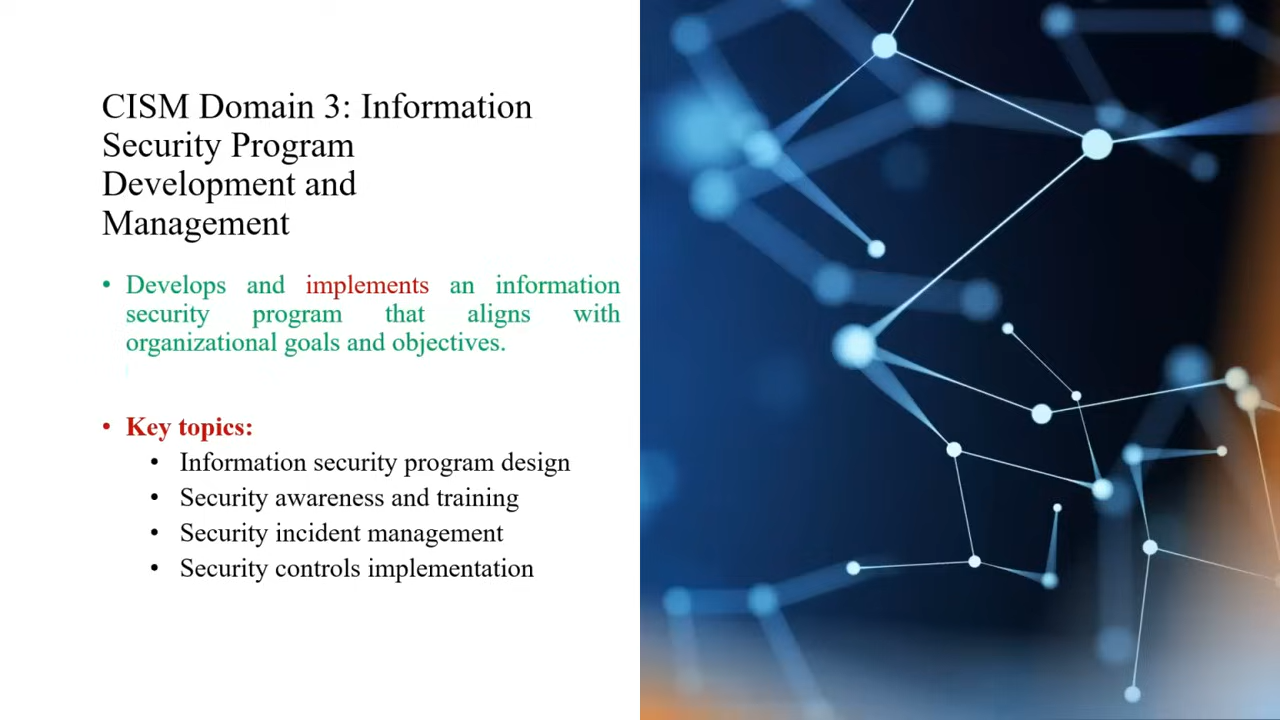 CISM Domain 3: Information
Security Program
Development and
Management
• Develops and implements an information
security program that aligns with
organizational goals and objectives.
• Key topics:
• Information security program design
• Security awareness and training
• Security incident management
• Security controls implementation